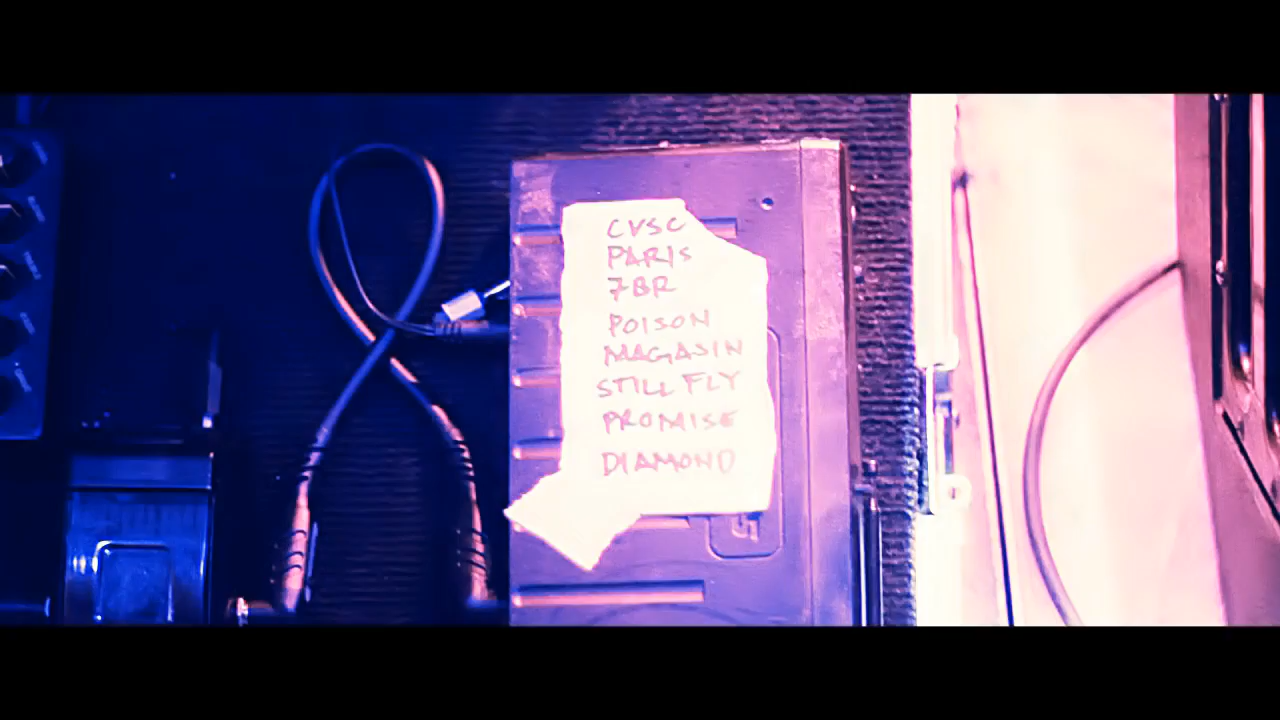 CVSC
PARIS
7BR
POISON
MAGASIN
STILL FLY
PROMISE
DIAMOND